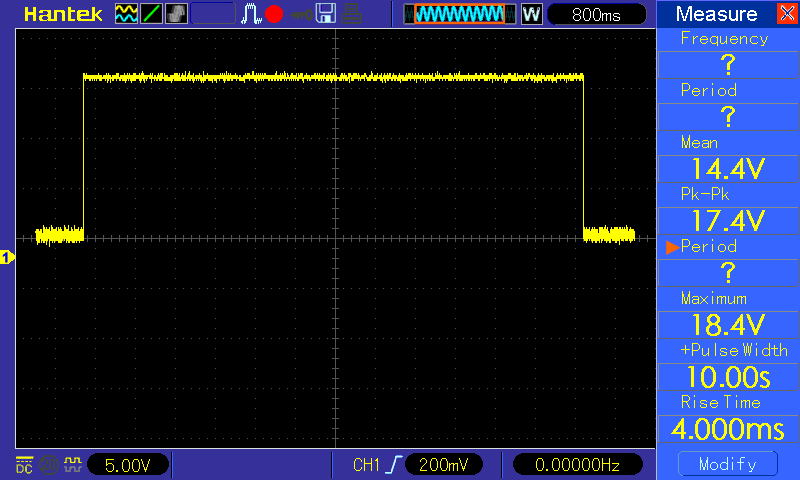 Hantek W 800ms Measure
Frequency
?
Period
?
Mean
14.4V
Pk-Pk
17.4V
Period
?
Maximum
18.4V
+Pulse Width
10.00s
Rise Time
4.000ms
1
DC 5.00V CH1 200mV 0.00000Hz Modify